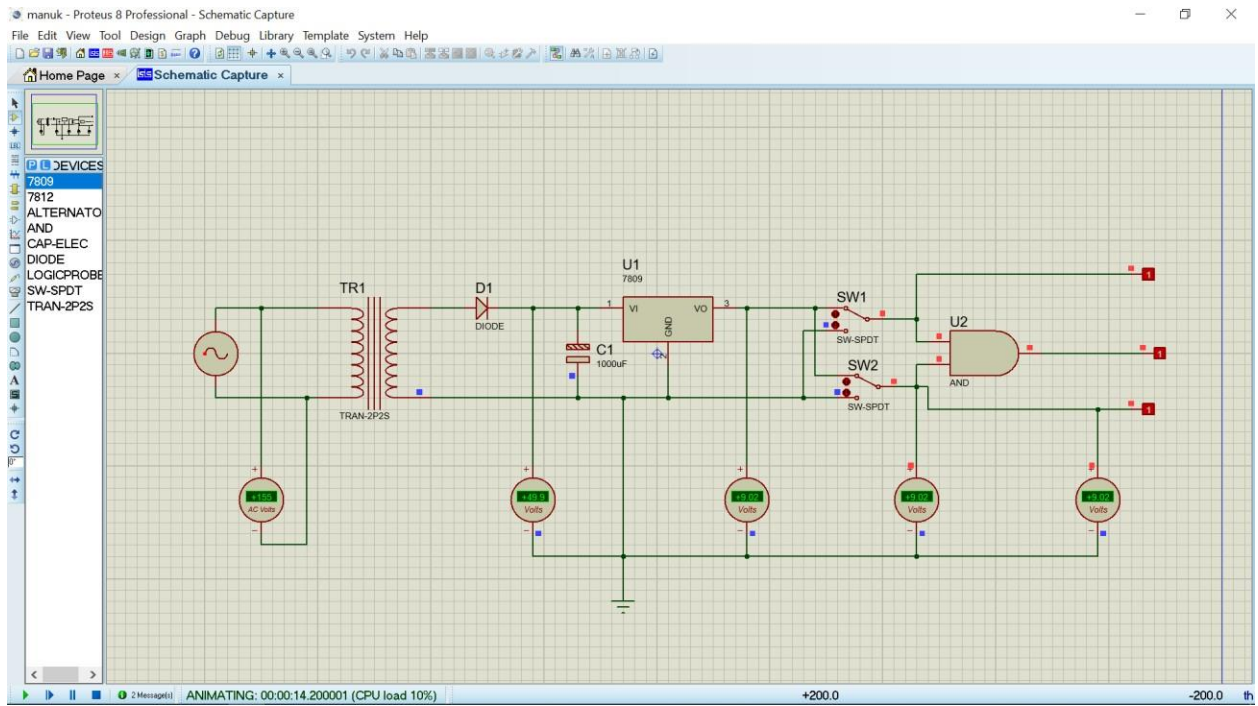 manuk - Proteus 8 Professional - Schematic Capture
File Edit View Tool Design Graph Debug Library Template System Help
Home Page × Schematic Capture ×
P L DEVICES
7809
7812
ALTERNATO
AND
CAP-ELEC
DIODE
LOGICPROBE
SW-SPDT
TRAN-2P2S
TR1
TRAN-2P2S
D1
DIODE
C1
1000uF
U1
7809
1 VI VO 3
GND
2
SW1
SW-SPDT
SW2
SW-SPDT
U2
AND
1
1
1
+155
AC Volts
+49.9
Volts
+9.02
Volts
+9.02
Volts
+9.02
Volts
2 Message(s) ANIMATING: 00:00:14.200001 (CPU load 10%) +200.0 -200.0 th